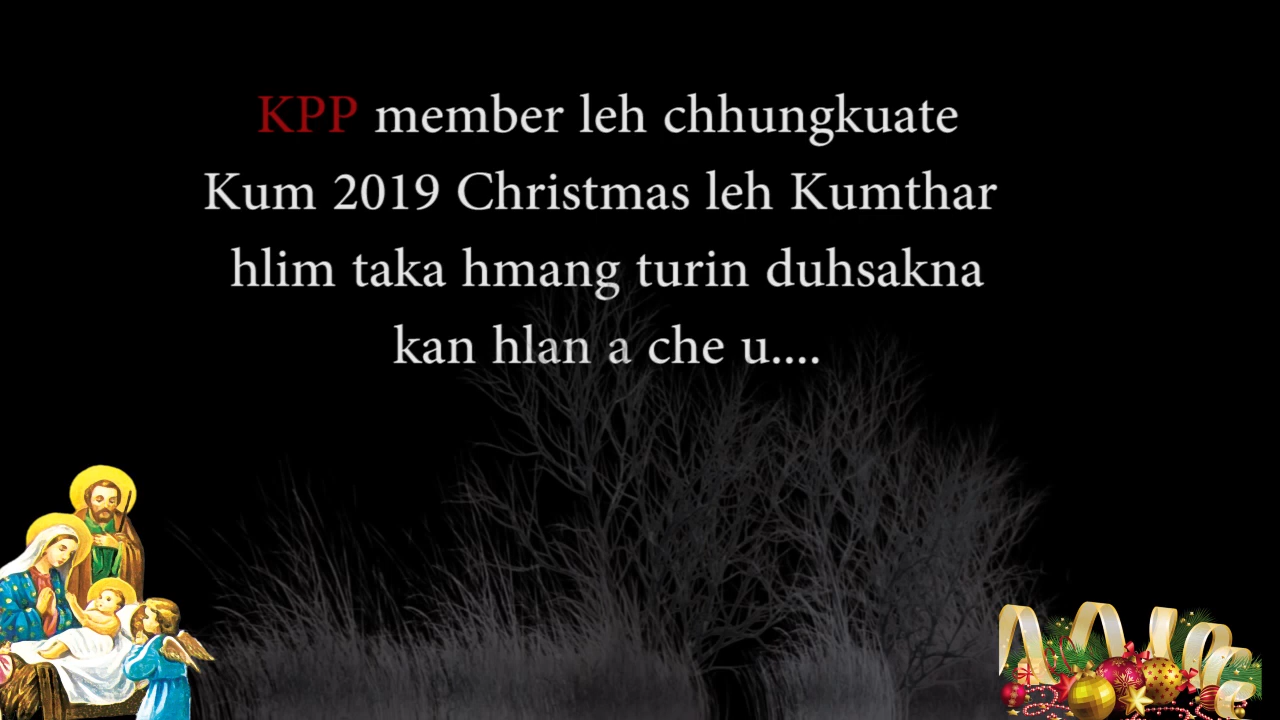 KPP member leh chhungkuate
Kum 2019 Christmas leh Kumthar
hlim taka hmang turin duhsakna
kan hlan a che u....